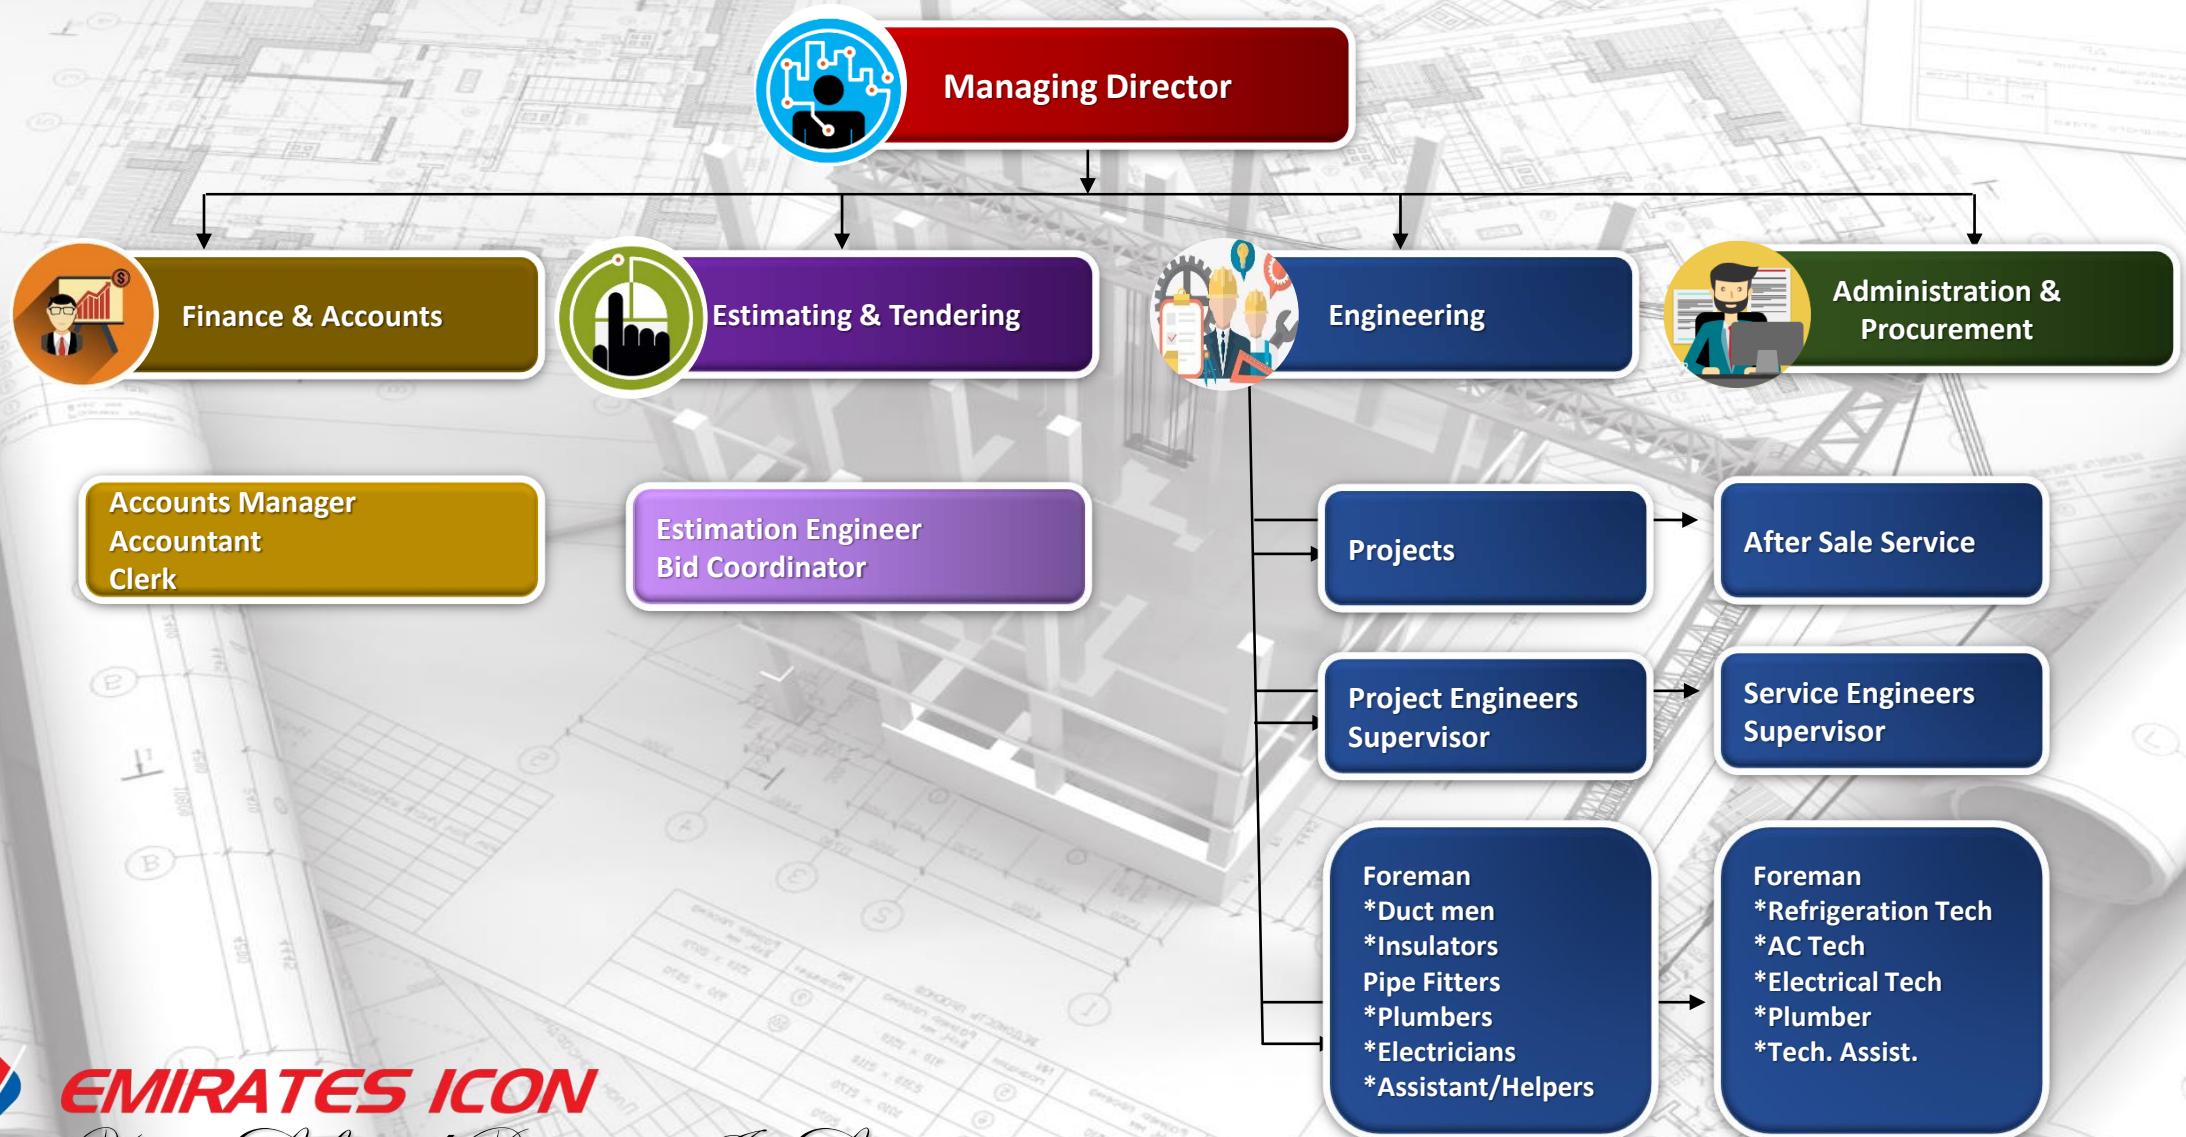 Managing Director
Finance & Accounts
Estimating & Tendering
Engineering
Administration &
Procurement
Accounts Manager
Accountant
Clerk
Estimation Engineer
Bid Coordinator
Projects
After Sale Service
Project Engineers
Supervisor
Service Engineers
Supervisor
Foreman
*Duct men
*Insulators
Pipe Fitters
*Plumbers
*Electricians
*Assistant/Helpers
Foreman
*Refrigeration Tech
*AC Tech
*Electrical Tech
*Plumber
*Tech. Assist.
EMIRATES ICON